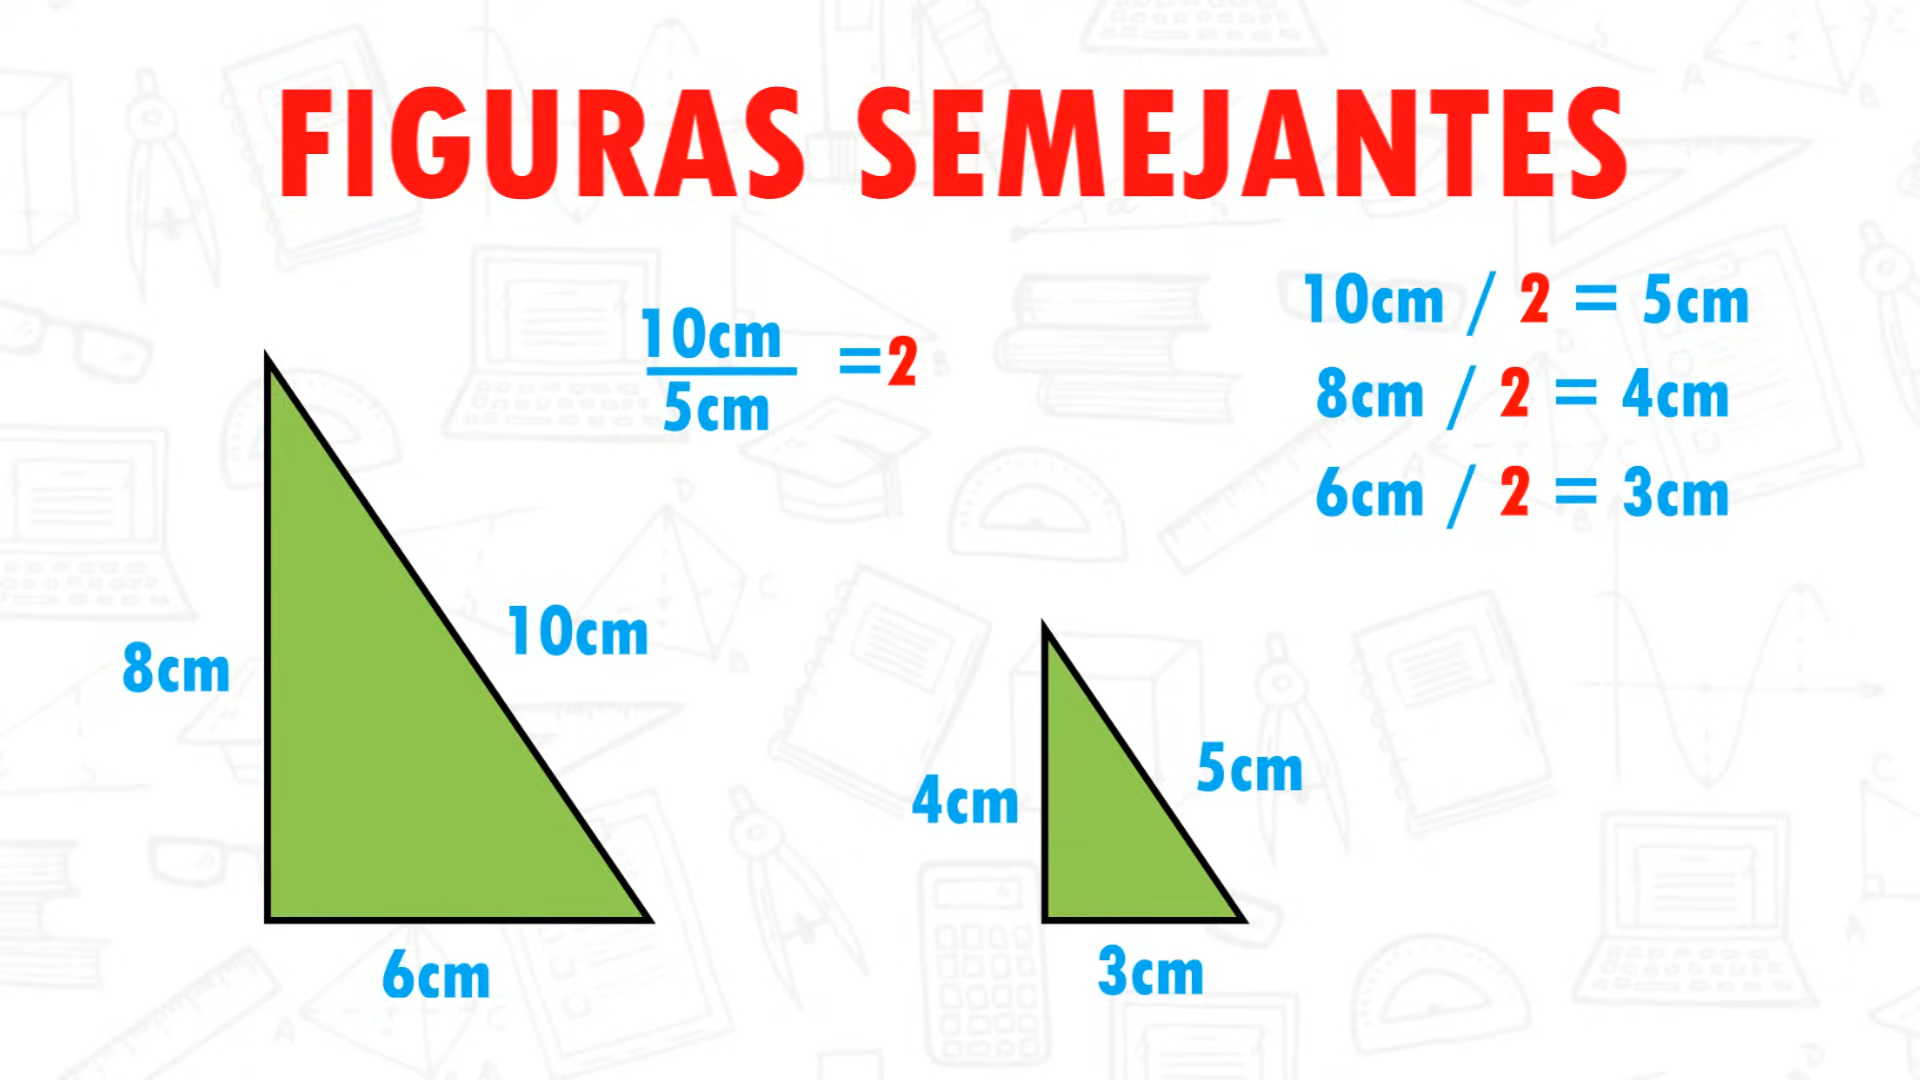 FIGURAS SEMEJANTES
10cm
5cm
=2
10cm / 2 = 5cm
8cm / 2 = 4cm
6cm / 2 = 3cm
8cm
10cm
6cm
4cm
5cm
3cm